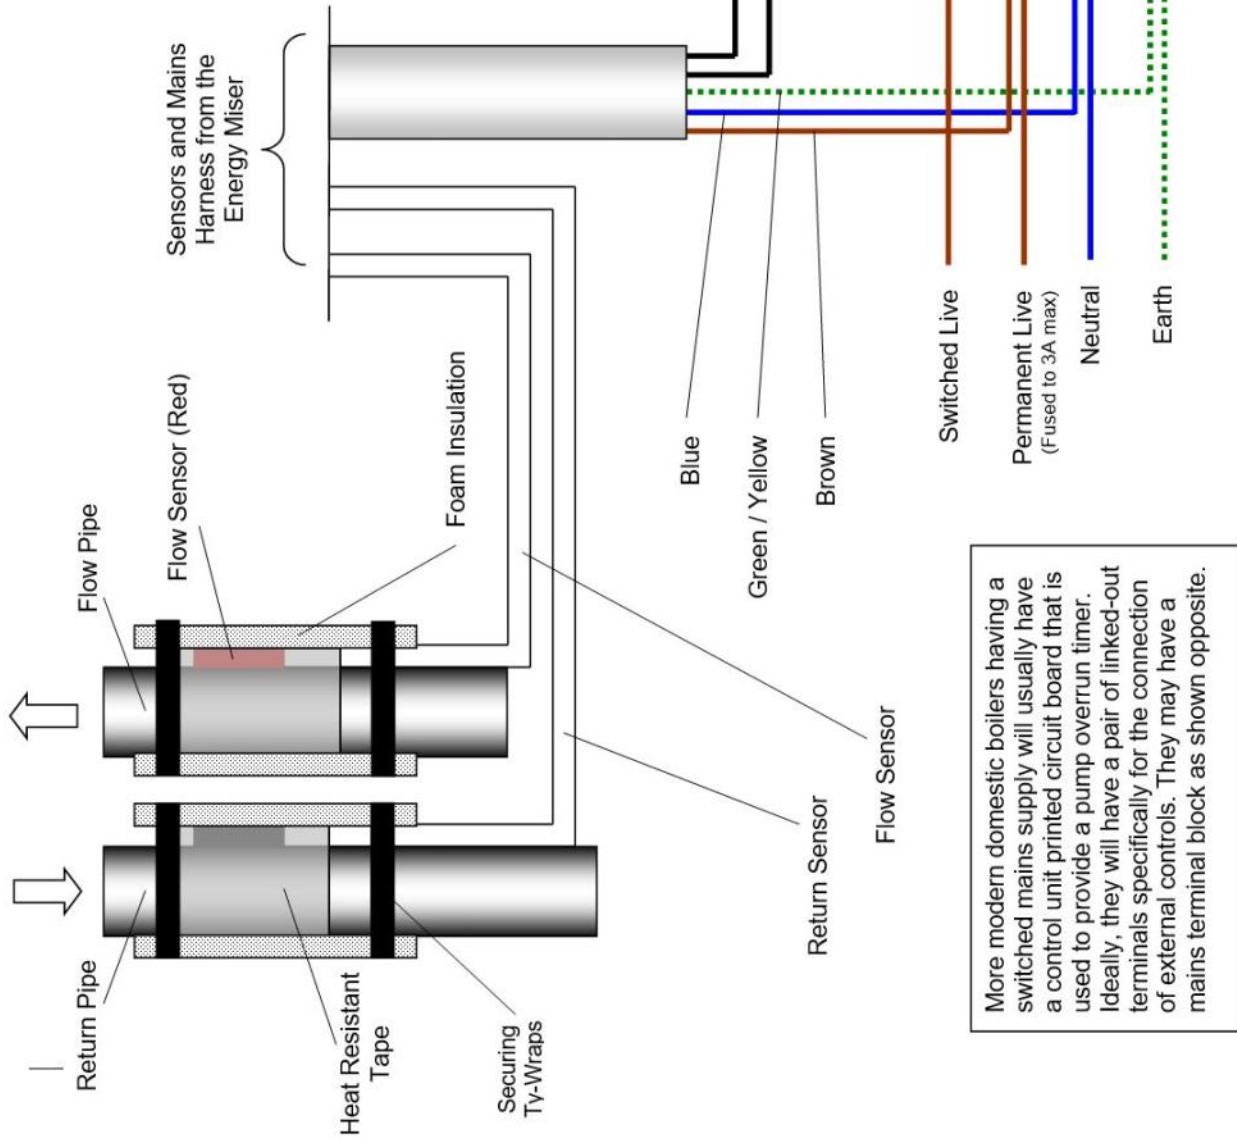 Sensors and Mains
Harness from the
Energy Miser
Flow Pipe
Flow Sensor (Red)
Foam Insulation
Return Pipe
Heat Resistant
Tape
Securing
Ty-Wraps
Return Sensor
Flow Sensor
Blue
Green / Yellow
Brown
Switched Live
Permanent Live
(Fused to 3A max)
Neutral
Earth
More modern domestic boilers having a
switched mains supply will usually have
a control unit printed circuit board that is
used to provide a pump overrun timer.
Ideally, they will have a pair of linked-out
terminals specifically for the connection
of external controls. They may have a
mains terminal block as shown opposite.